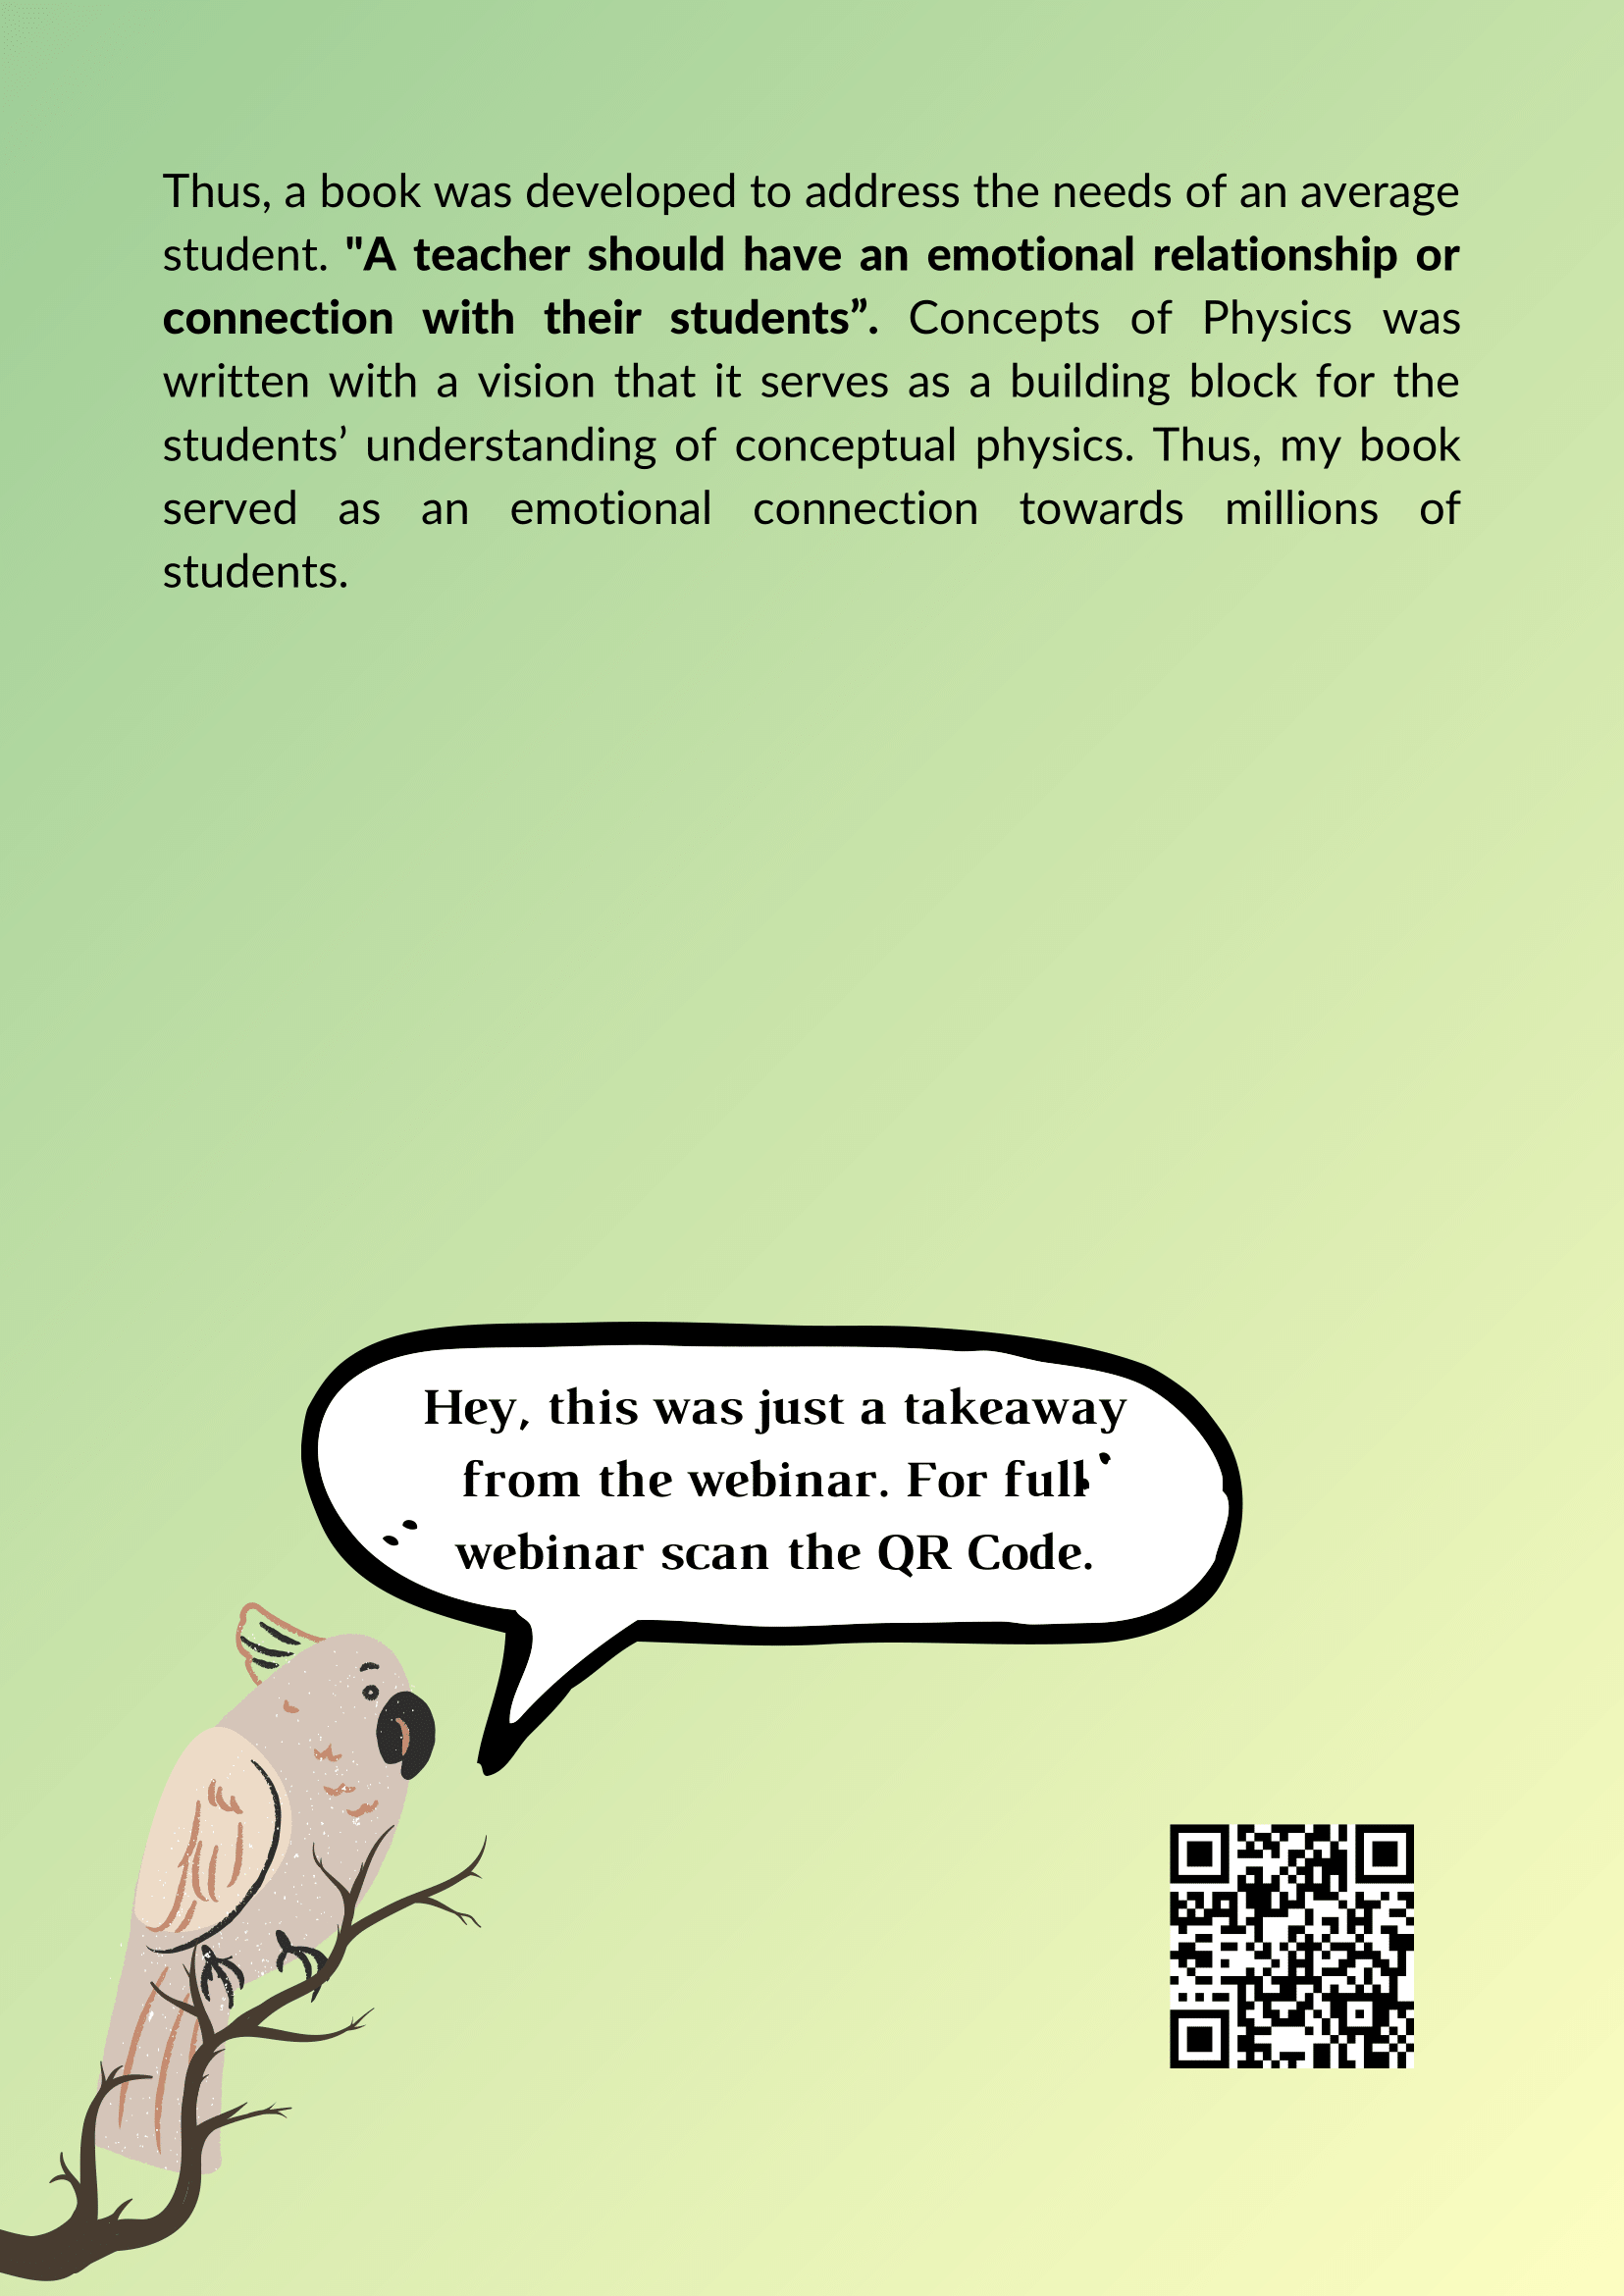 Thus, a book was developed to address the needs of an average
student. "A teacher should have an emotional relationship or
connection with their students”. Concepts of Physics was
written with a vision that it serves as a building block for the
students’ understanding of conceptual physics. Thus, my book
served as an emotional connection towards millions of
students.
Hey, this was just a takeaway
from the webinar. For full
webinar scan the QR Code.